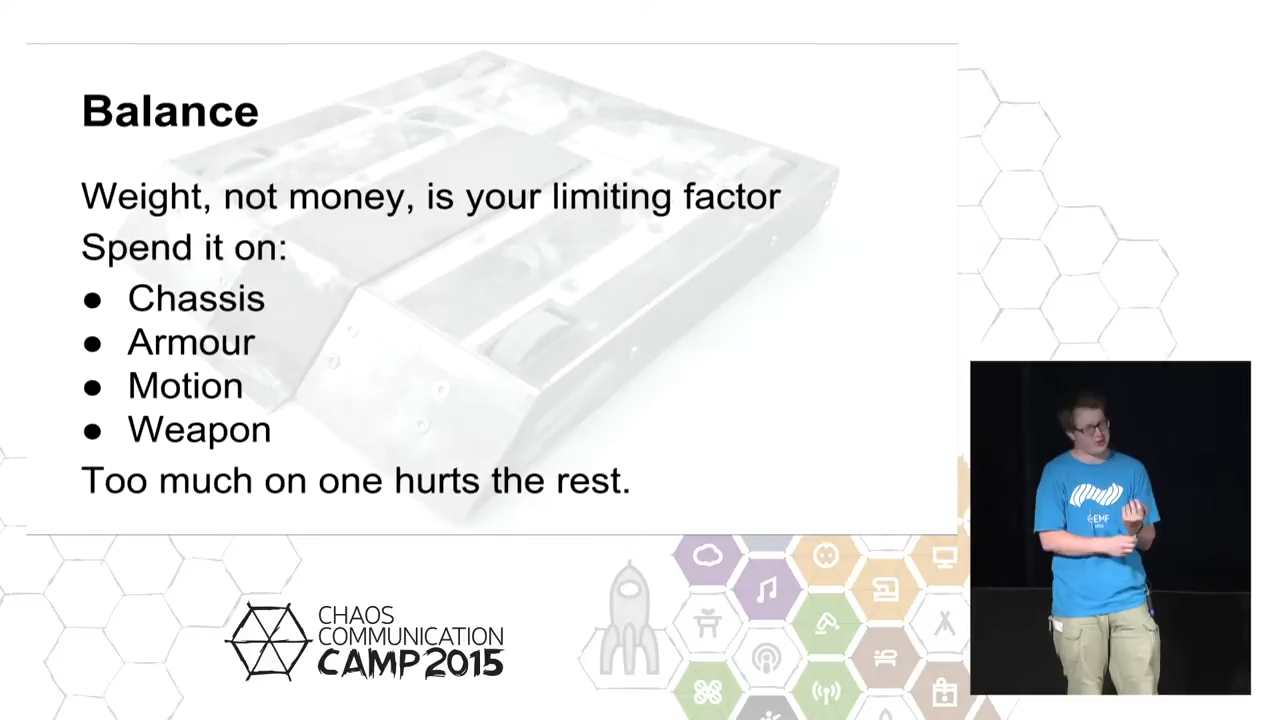 Balance
Weight, not money, is your limiting factor
Spend it on:
● Chassis
● Armour
● Motion
● Weapon
Too much on one hurts the rest.
CHAOS
COMMUNICATION
CAMP 2015
EMF